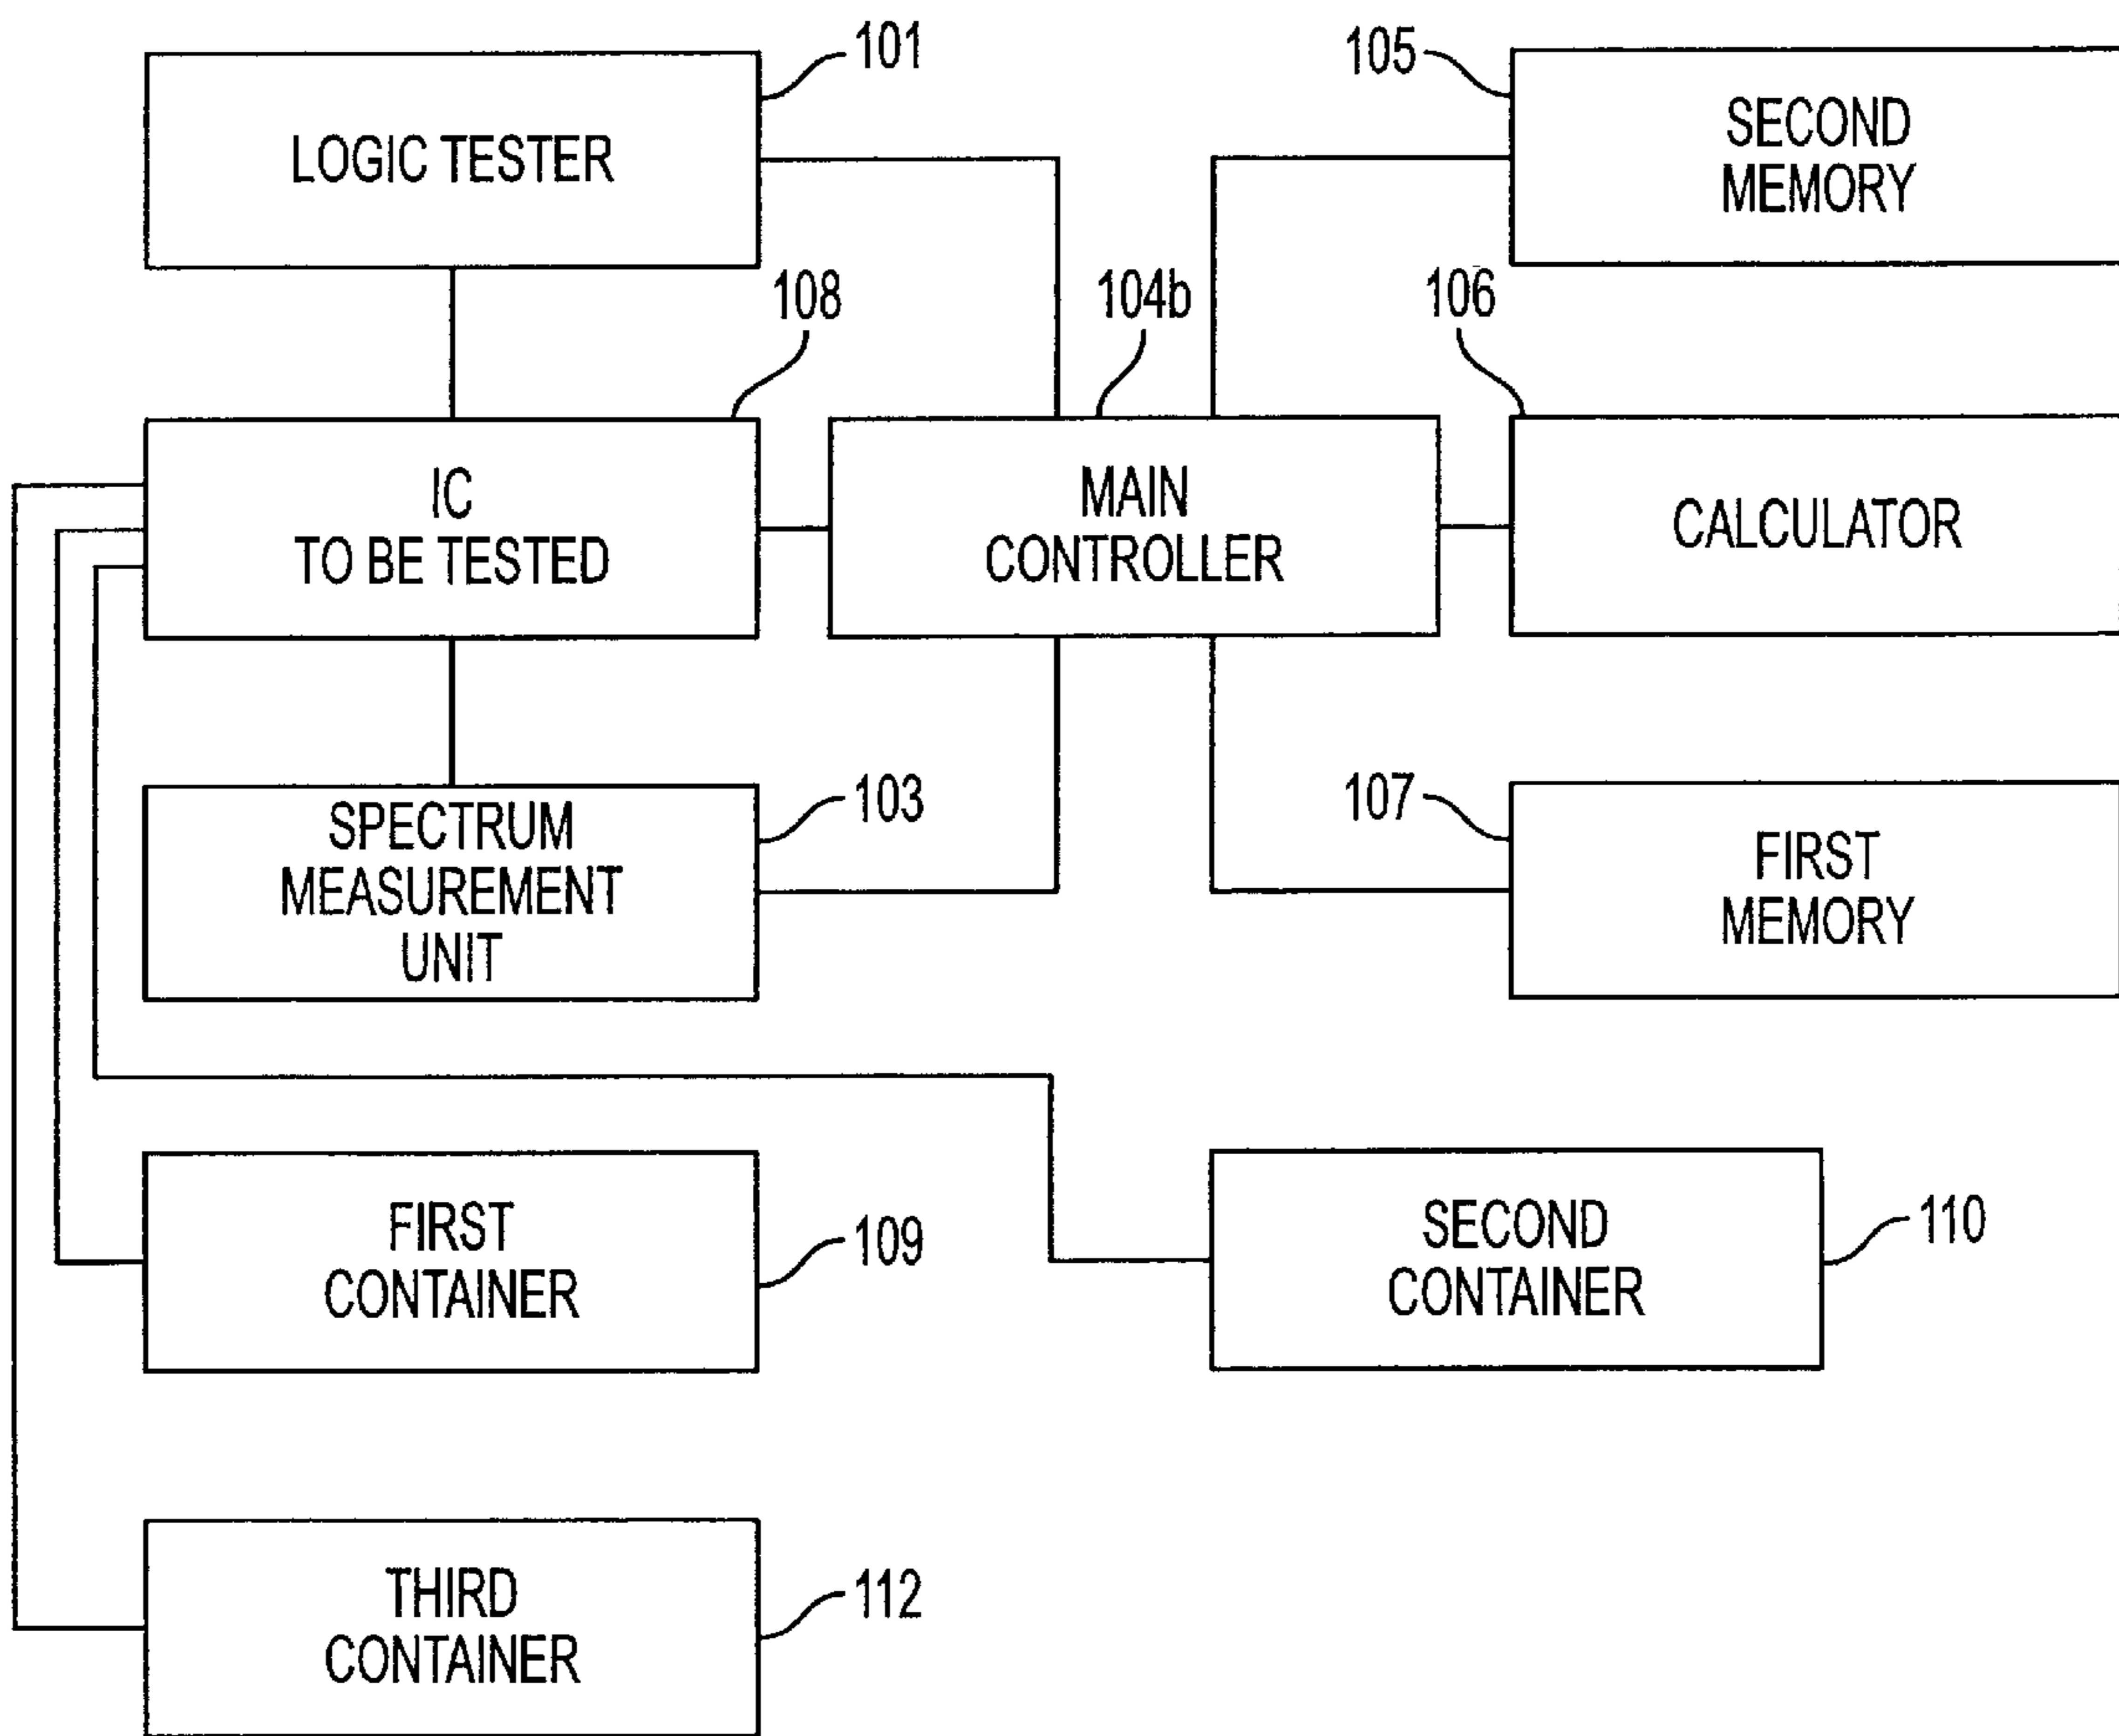 101
LOGIC TESTER
105
SECOND
MEMORY
108
IC
TO BE TESTED
104b
MAIN
CONTROLLER
106
CALCULATOR
103
SPECTRUM
MEASUREMENT
UNIT
107
FIRST
MEMORY
FIRST
CONTAINER
109
SECOND
CONTAINER
110
THIRD
CONTAINER
112